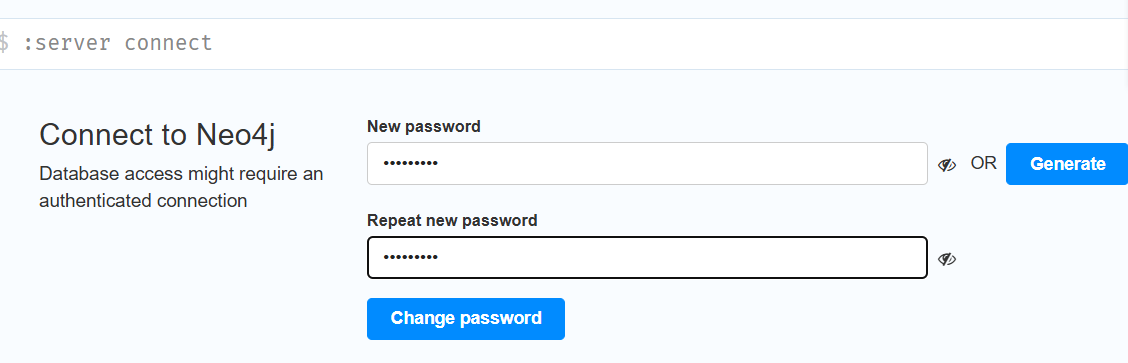 $ :server connect
Connect to Neo4j
Database access might require an
authenticated connection
New password
•••••••••
OR
Generate
Repeat new password
•••••••••
Change password